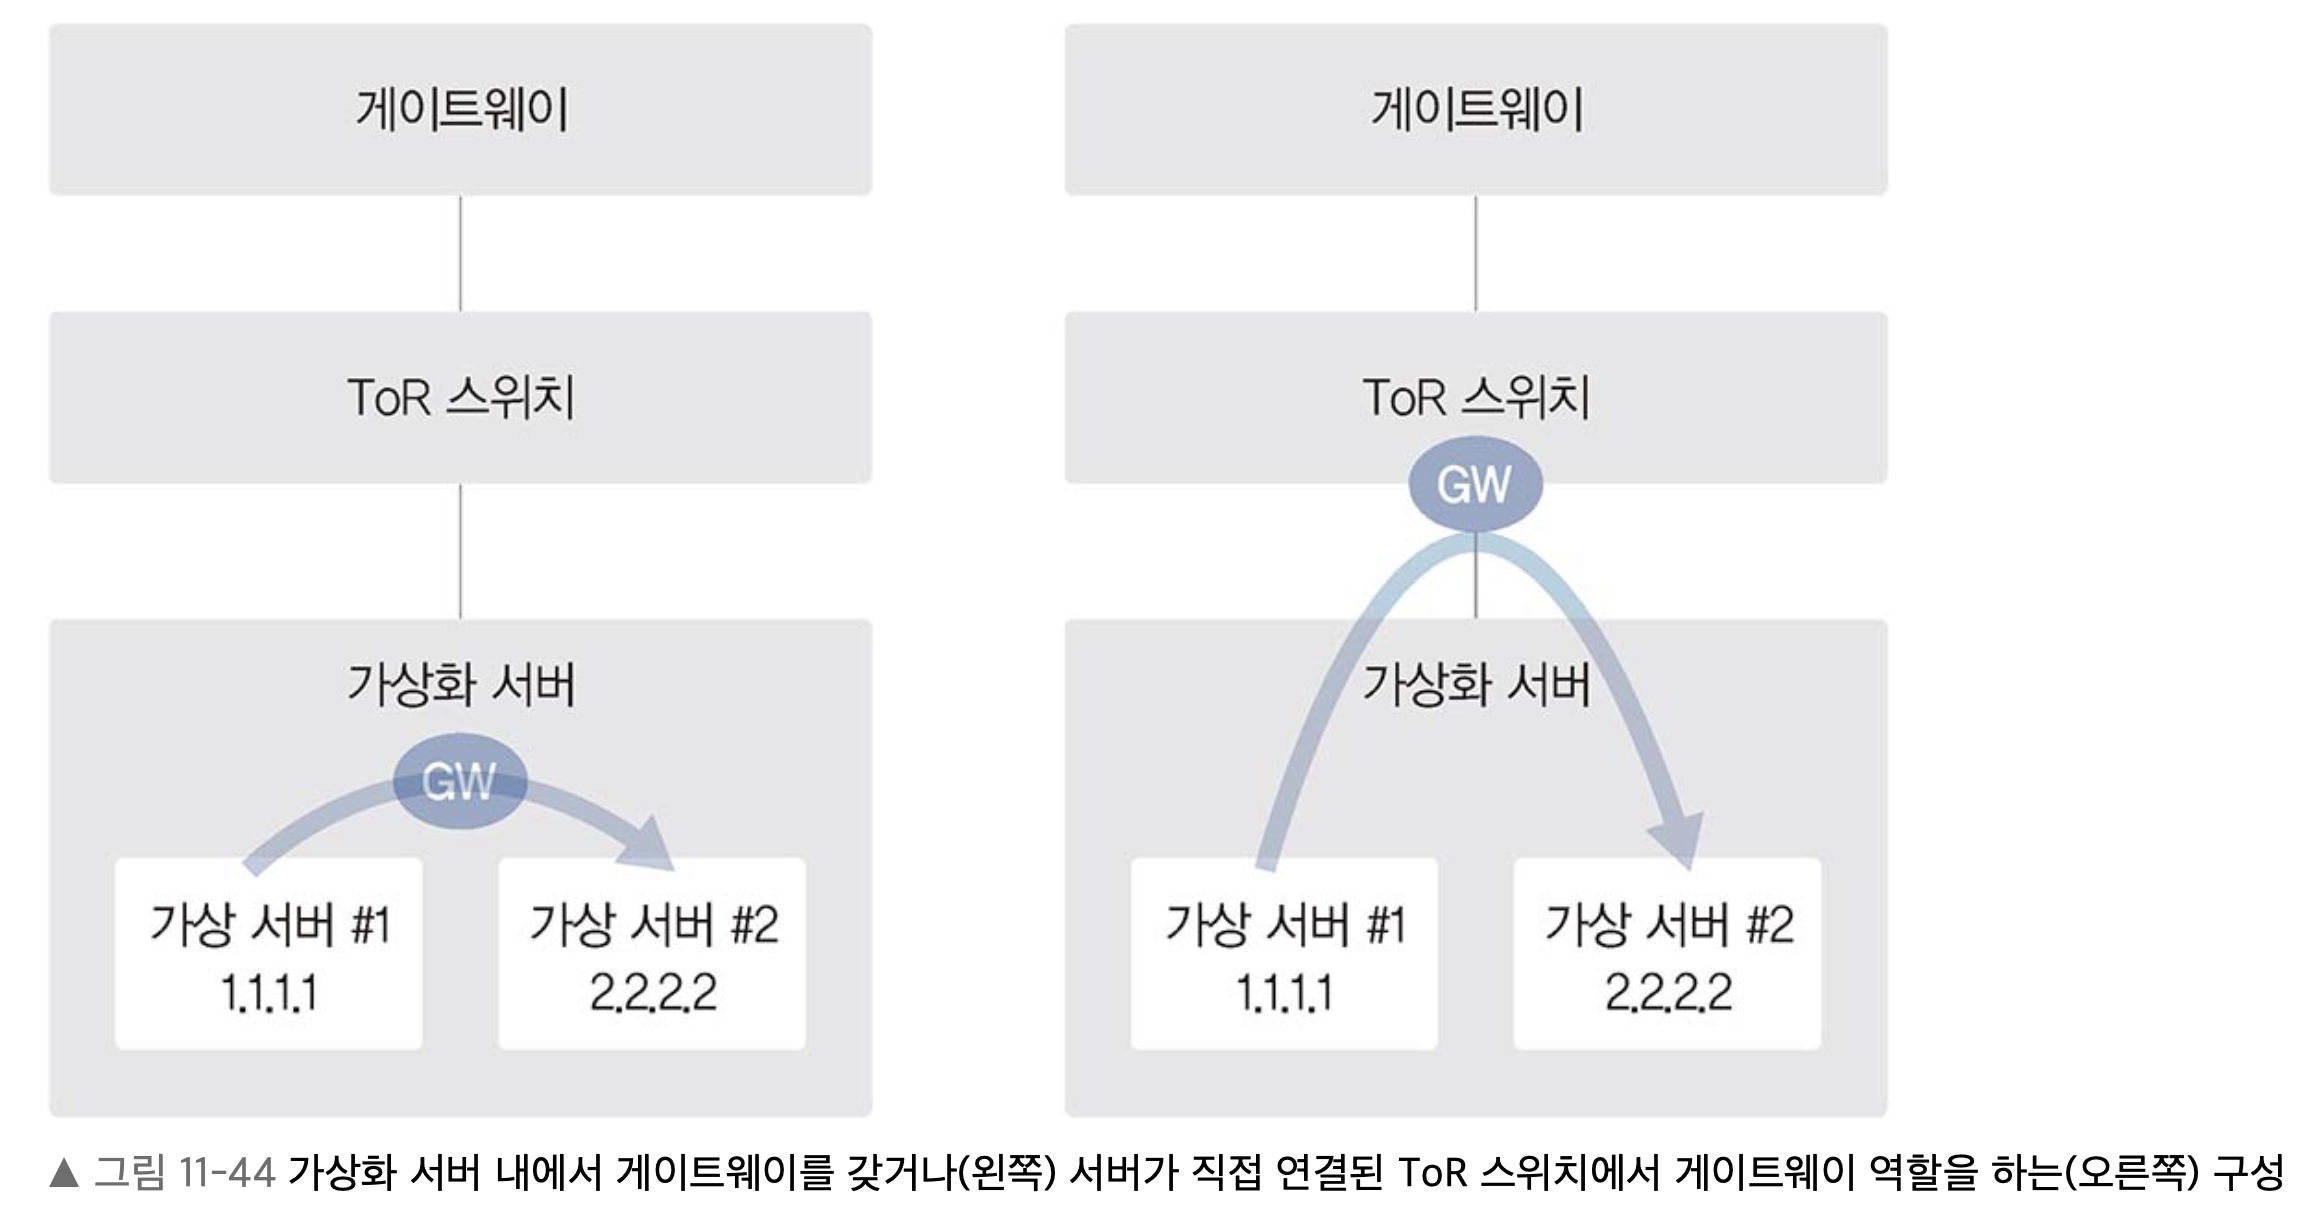 게이트웨이
ToR 스위치
가상화 서버
GW
가상 서버 #1
1.1.1.1
가상 서버 #2
2.2.2.2
게이트웨이
ToR 스위치
GW
가상화 서버
가상 서버 #1
1.1.1.1
가상 서버 #2
2.2.2.2
▲ 그림 11-44 가상화 서버 내에서 게이트웨이를 갖거나(왼쪽) 서버가 직접 연결된 ToR 스위치에서 게이트웨이 역할을 하는(오른쪽) 구성